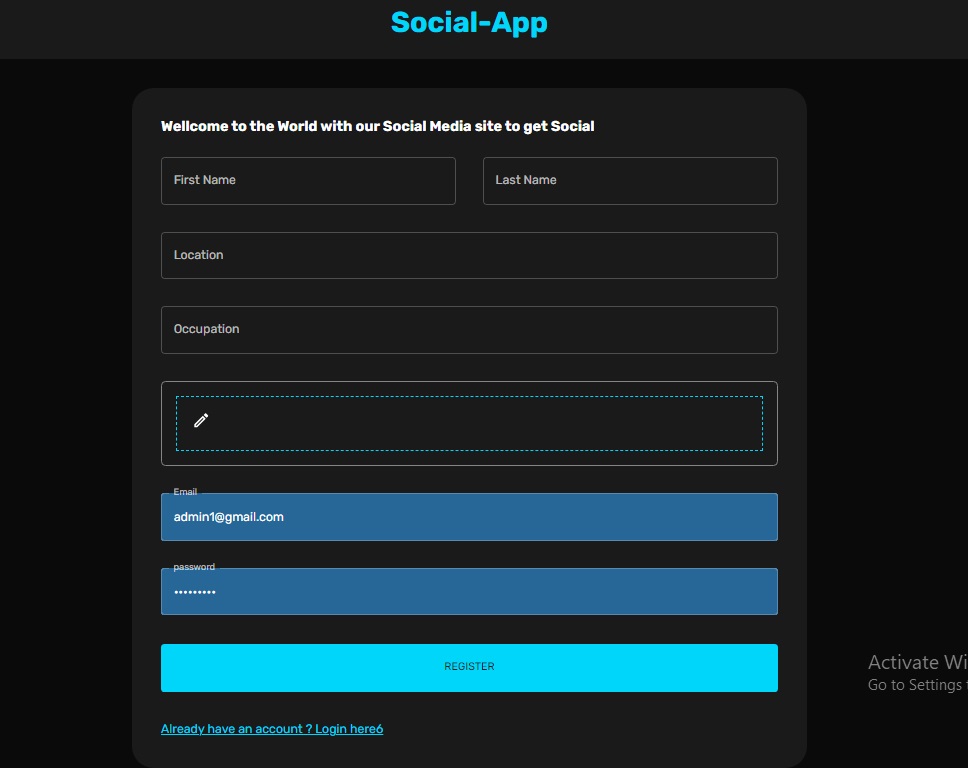 Social-App
Wellcome to the World with our Social Media site to get Social
First Name
Last Name
Location
Occupation
Email
admin1@gmail.com
password
•••••••••
REGISTER
Activate Wi
Go to Settings t
Already have an account ? Login here6